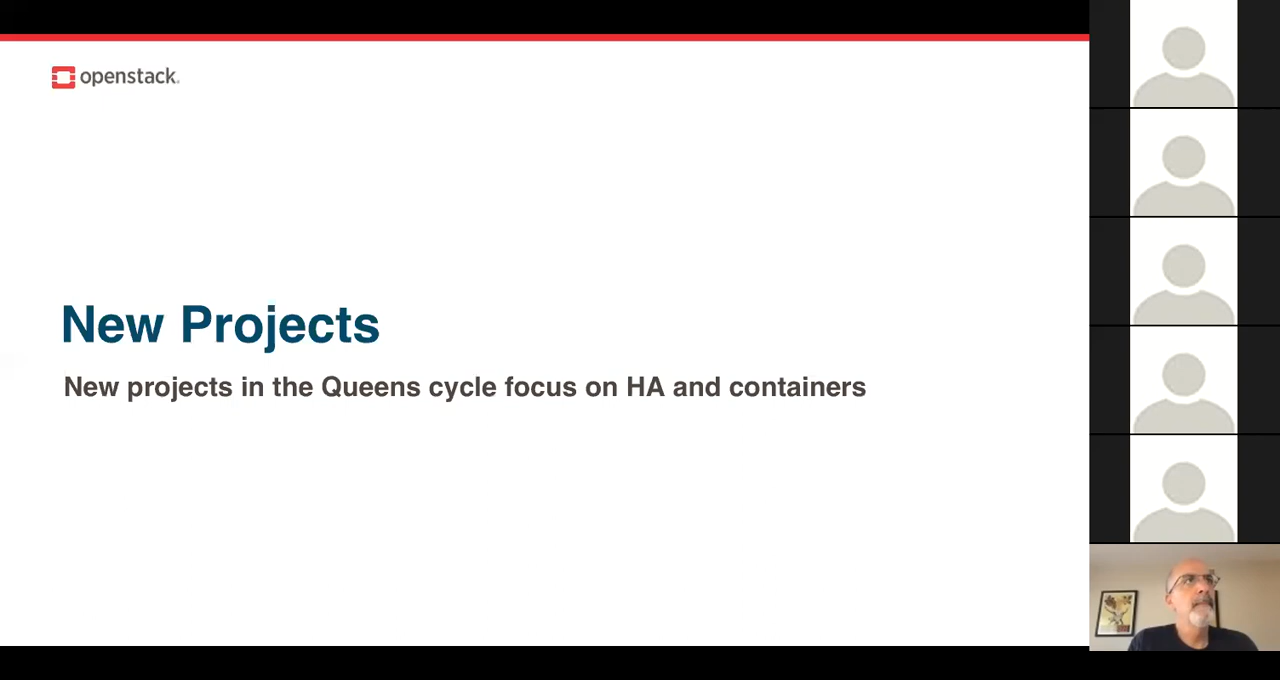 openstack.
New Projects
New projects in the Queens cycle focus on HA and containers